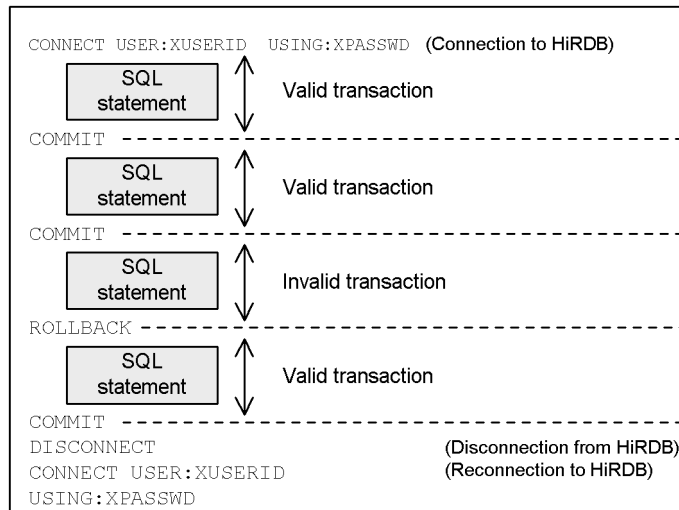 CONNECT USER:XUSERID USING:XPASSWD (Connection to HiRDB)
SQL
statement
Valid transaction
COMMIT
SQL
statement
Valid transaction
COMMIT
SQL
statement
Invalid transaction
ROLLBACK
SQL
statement
Valid transaction
COMMIT
DISCONNECT (Disconnection from HiRDB)
CONNECT USER:XUSERID (Reconnection to HiRDB)
USING:XPASSWD